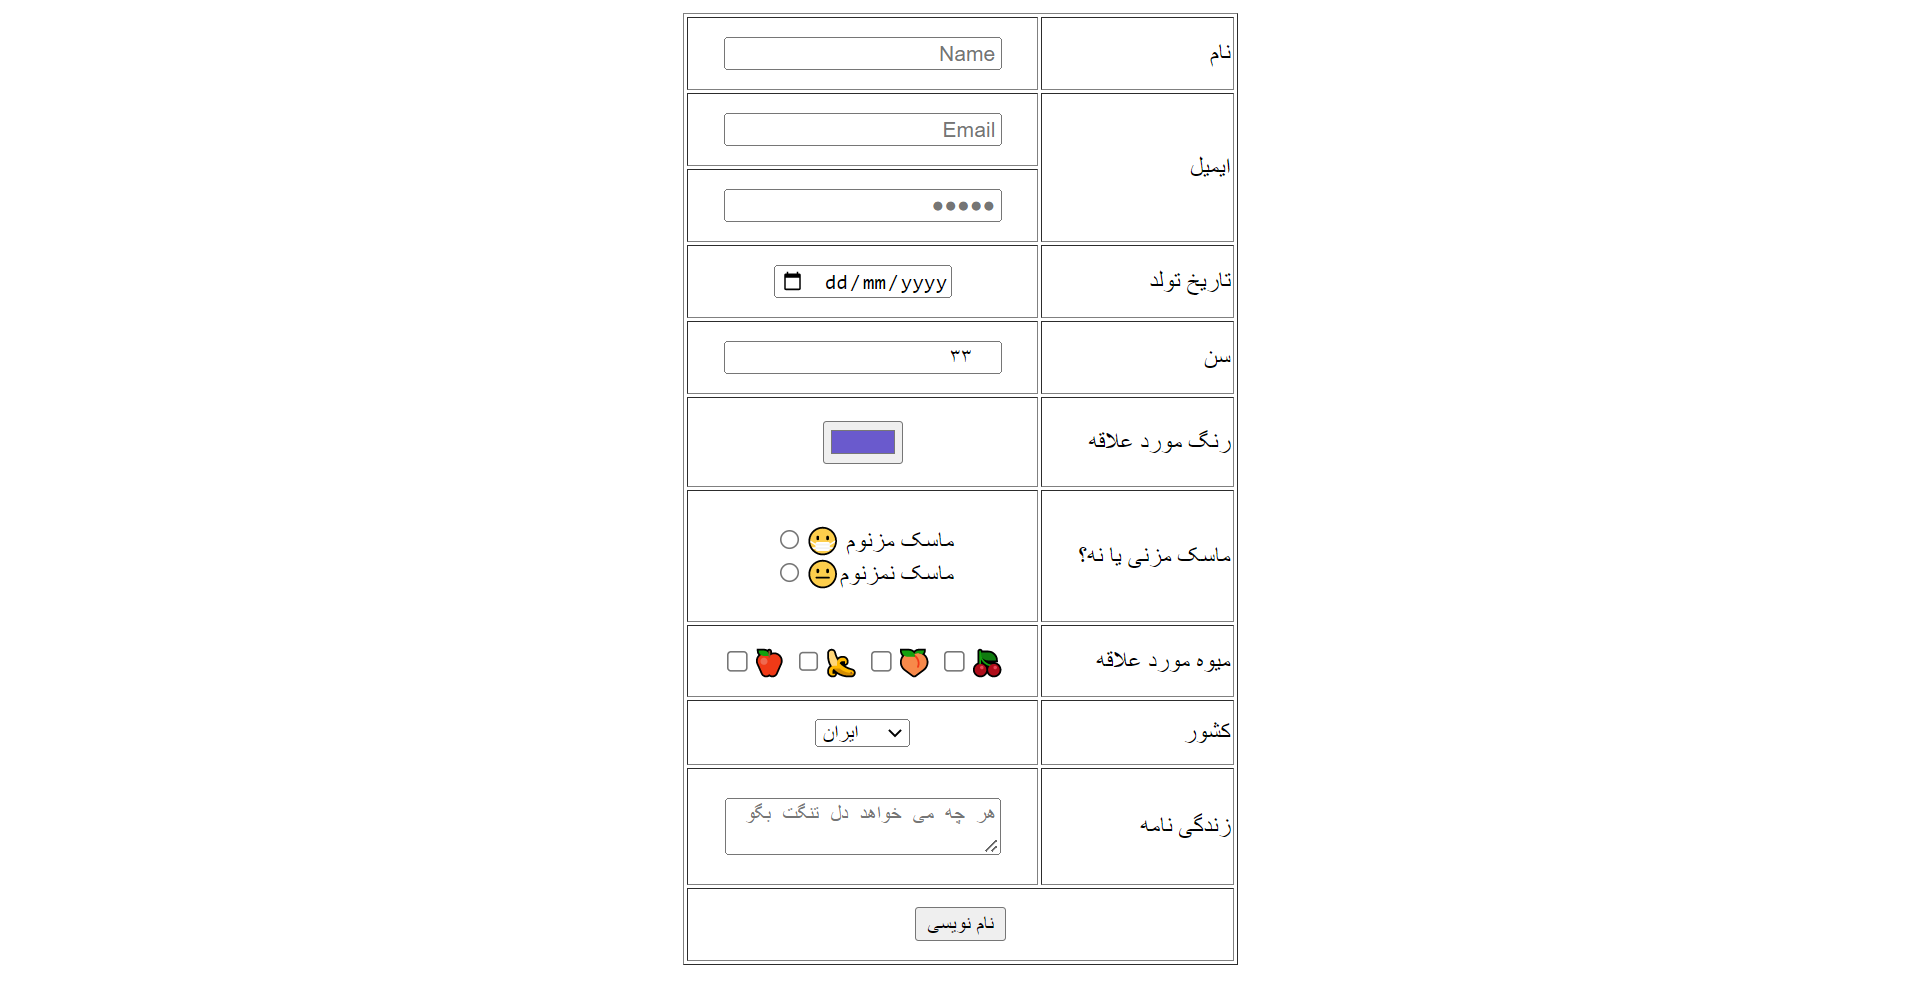 نام
Name
ایمیل
Email
•••••
تاریخ تولد
dd/mm/yyyy
سن
۳۳
رنگ مورد علاقه
ماسک مزنی یا نه؟
ماسک مزنوم 😷
ماسک نمزنوم😐
میوه مورد علاقه
🍒 🍑 🍌 🍎
کشور
ایران
زندگی نامه
هر چه می خواهد دل تنگت بگو
نام نویسی